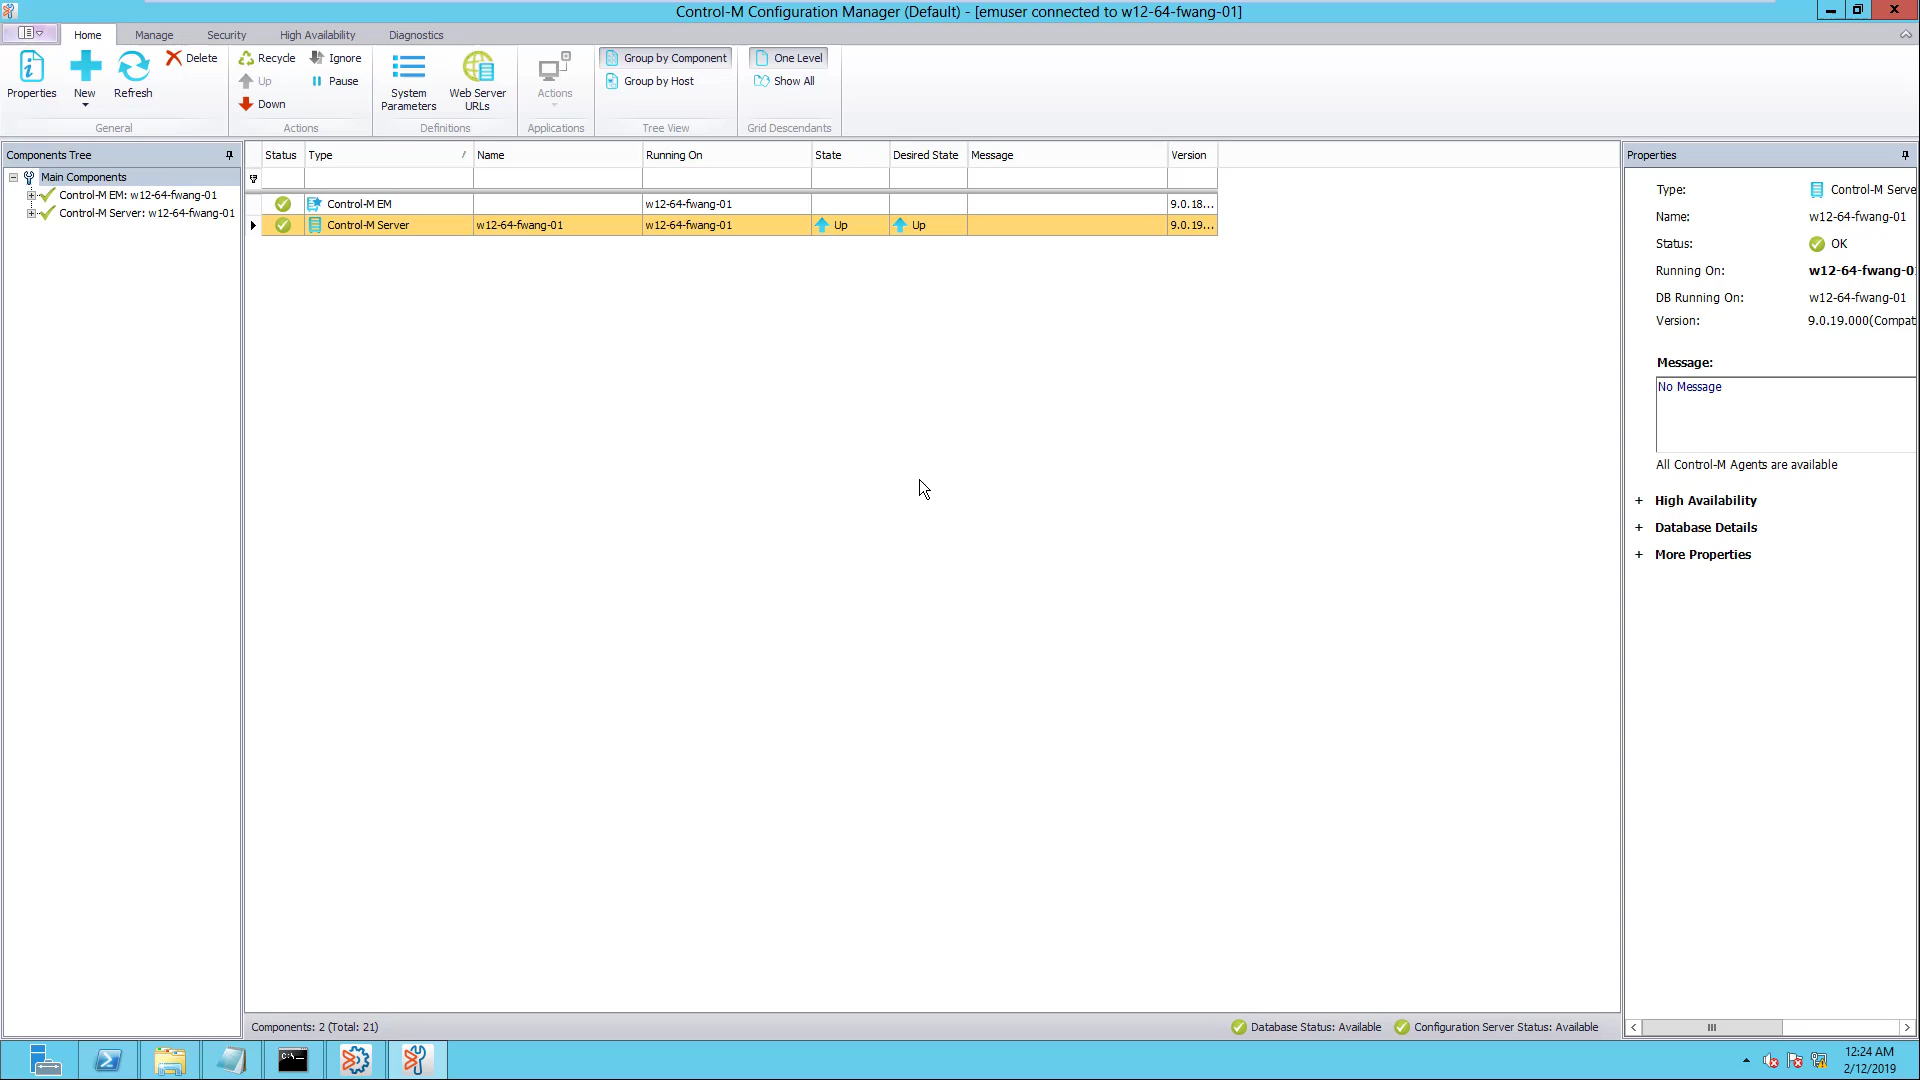 Control-M Configuration Manager (Default) - [emuser connected to w12-64-fwang-01]
Home Manage Security High Availability Diagnostics
Properties
New
Refresh
Delete
General
Recycle
Up
Down
Ignore
Pause
Actions
System
Parameters
Web Server
URLs
Definitions
Actions
Applications
Group by Component
Group by Host
Tree View
One Level
Show All
Grid Descendants
Components Tree
Main Components
Control-M EM: w12-64-fwang-01
Control-M Server: w12-64-fwang-01
Status Type / Name Running On State Desired State Message Version
Control-M EM w12-64-fwang-01 9.0.18...
Control-M Server w12-64-fwang-01 w12-64-fwang-01 Up Up 9.0.19...
Properties
Type: Control-M Serve
Name: w12-64-fwang-01
Status: OK
Running On: w12-64-fwang-0
DB Running On: w12-64-fwang-01
Version: 9.0.19.000(Compat
Message:
No Message
All Control-M Agents are available
+ High Availability
+ Database Details
+ More Properties
Components: 2 (Total: 21)
Database Status: Available
Configuration Server Status: Available
C:\_
12:24 AM
2/12/2019